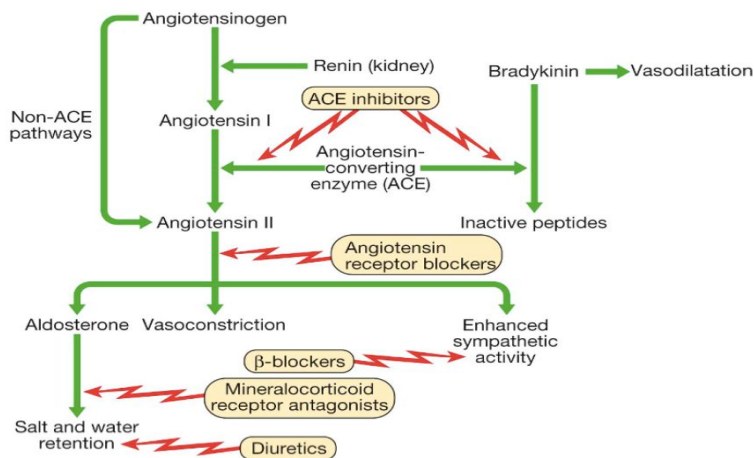 Angiotensinogen
Renin (kidney)
Bradykinin
Vasodilatation
Non-ACE
pathways
ACE inhibitors
Angiotensin I
Angiotensin-
converting
enzyme (ACE)
Angiotensin II
Inactive peptides
Angiotensin
receptor blockers
Aldosterone
Vasoconstriction
Enhanced
sympathetic
activity
β-blockers
Mineralocorticoid
receptor antagonists
Salt and water
retention
Diuretics